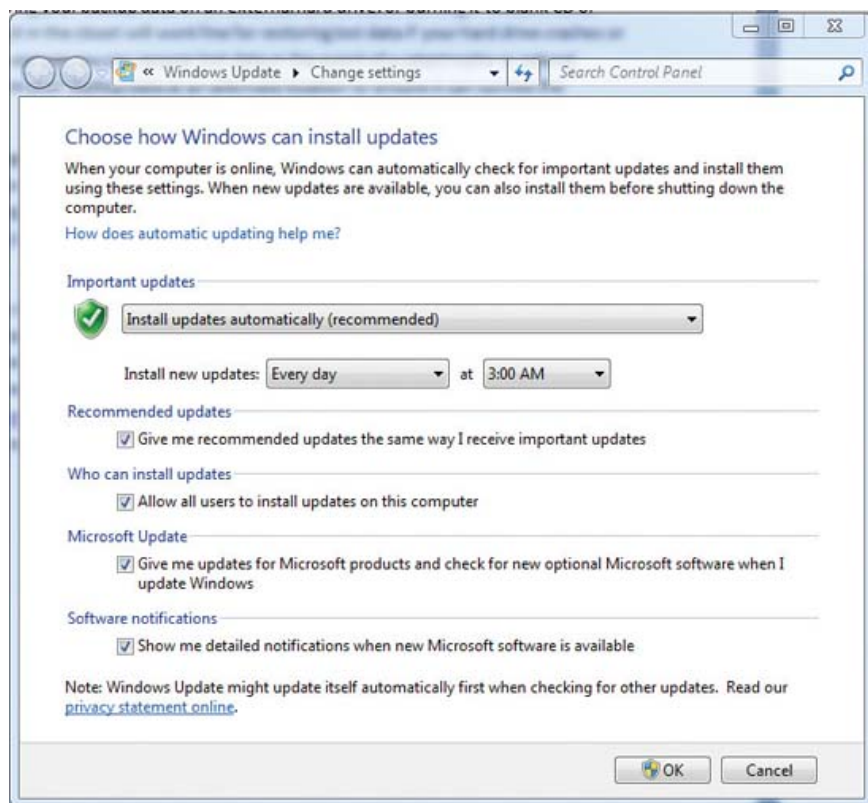 « Windows Update ▸ Change settings
Search Control Panel
Choose how Windows can install updates
When your computer is online, Windows can automatically check for important updates and install them
using these settings. When new updates are available, you can also install them before shutting down the
computer.
How does automatic updating help me?
Important updates
Install updates automatically (recommended)
Install new updates: Every day at 3:00 AM
Recommended updates
Give me recommended updates the same way I receive important updates
Who can install updates
Allow all users to install updates on this computer
Microsoft Update
Give me updates for Microsoft products and check for new optional Microsoft software when I
update Windows
Software notifications
Show me detailed notifications when new Microsoft software is available
Note: Windows Update might update itself automatically first when checking for other updates. Read our
privacy statement online.
OK Cancel